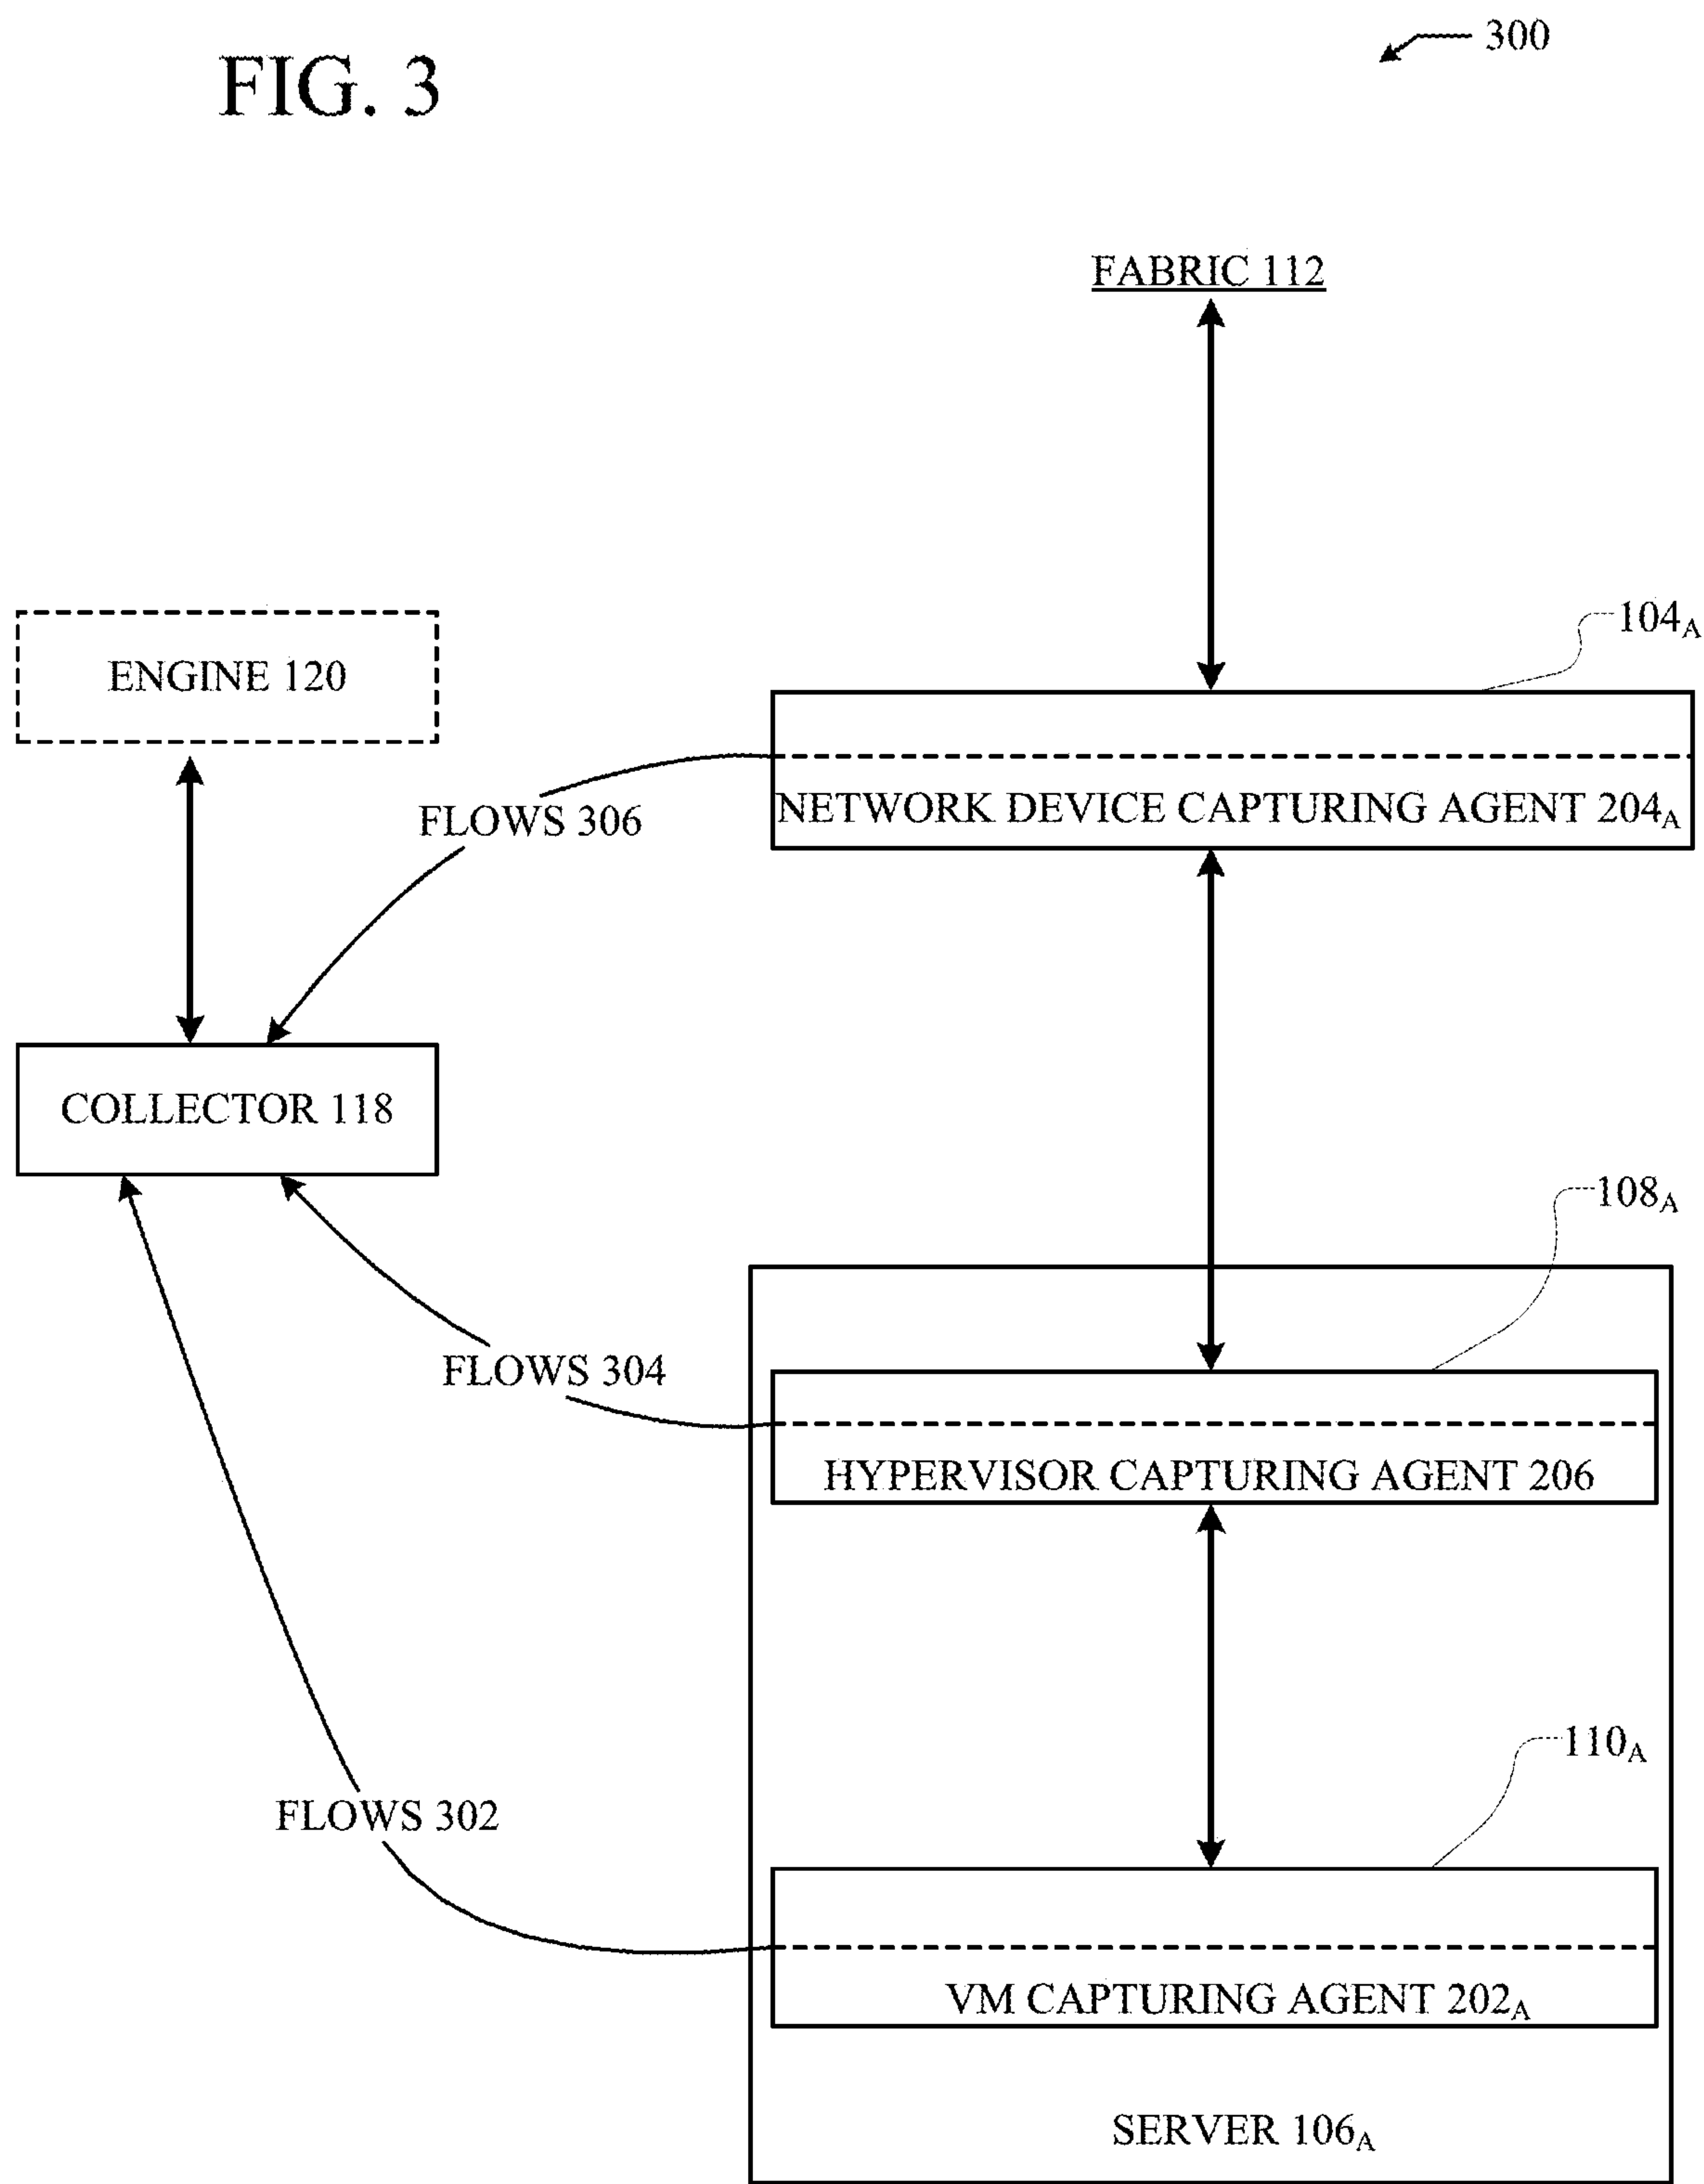 300
FIG. 3
FABRIC 112
104A
ENGINE 120
NETWORK DEVICE CAPTURING AGENT 204A
FLOWS 306
COLLECTOR 118
108A
FLOWS 304
HYPERVISOR CAPTURING AGENT 206
110A
FLOWS 302
VM CAPTURING AGENT 202A
SERVER 106A